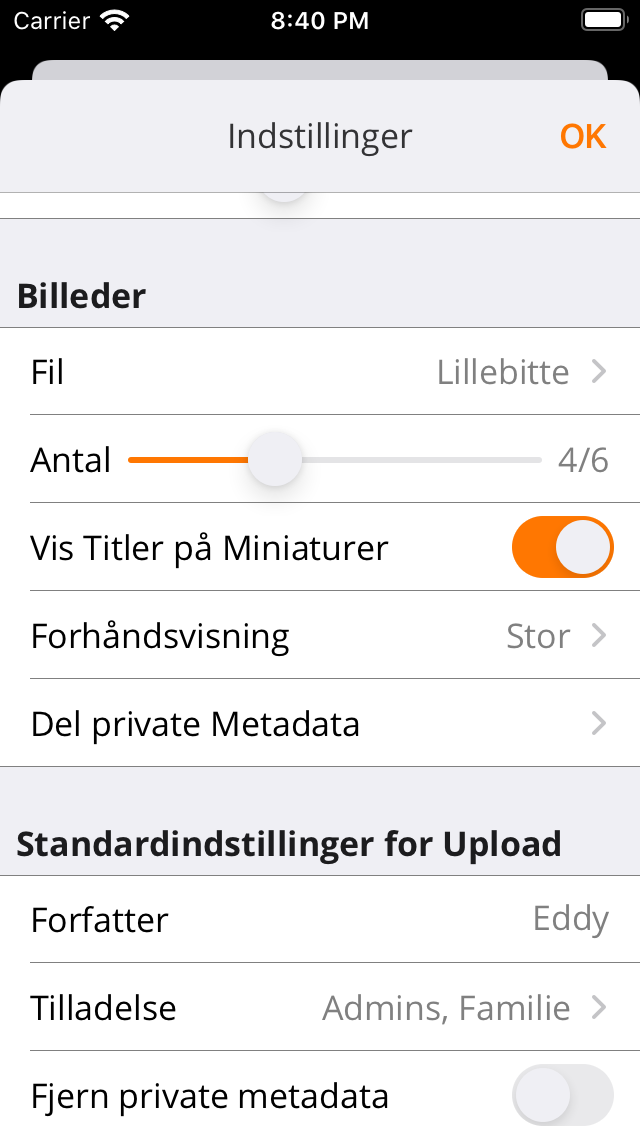 Carrier 8:40 PM
Indstillinger OK
Billeder
Fil Lillebitte
Antal 4/6
Vis Titler på Miniaturer
Forhåndsvisning Stor
Del private Metadata
Standardindstillinger for Upload
Forfatter Eddy
Tilladelse Admins, Familie
Fjern private metadata